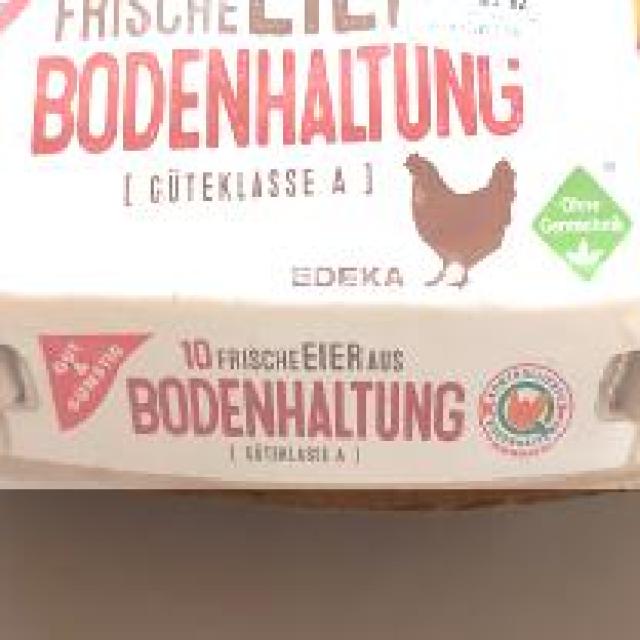 FRISCHE EIER
BODENHALTUNG
[ GÜTEKLASSE A ]
Ohne
Gentechnik
EDEKA
GUT
&
GÜNSTIG
10 FRISCHE EIER AUS
BODENHALTUNG
[ GÜTEKLASSE A ]